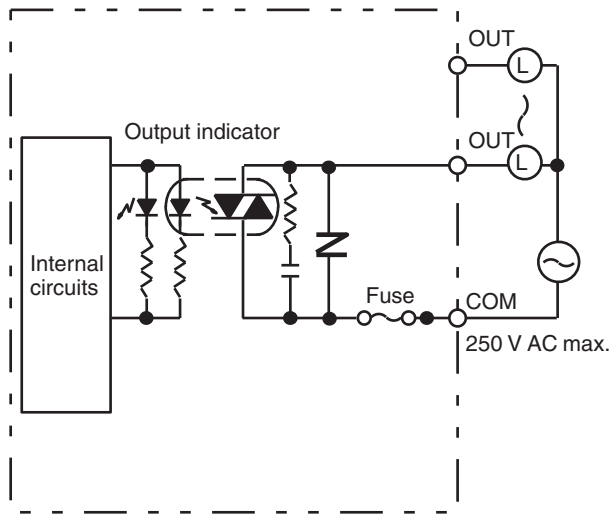 OUT
L
Output indicator
OUT
L
Internal
circuits
Fuse
COM
250 V AC max.